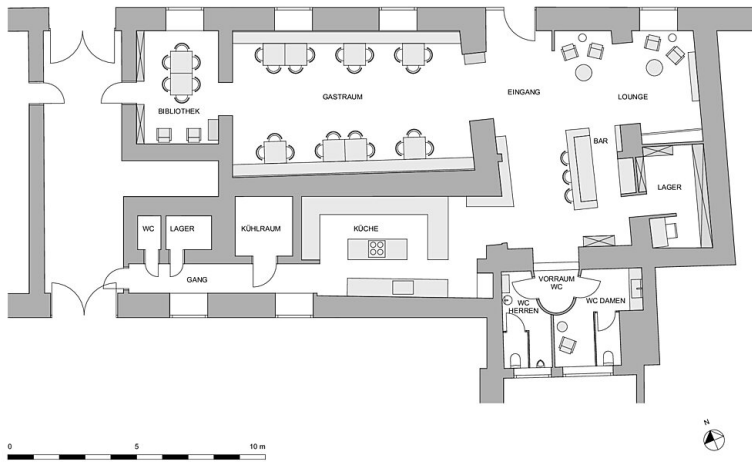 BIBLIOTHEK
GASTRAUM
EINGANG
LOUNGE
BAR
LAGER
WC
LAGER
KÜHLRAUM
KÜCHE
GANG
VORRAUM
WC
WC
HERREN
WC DAMEN
0
5
10 m
N